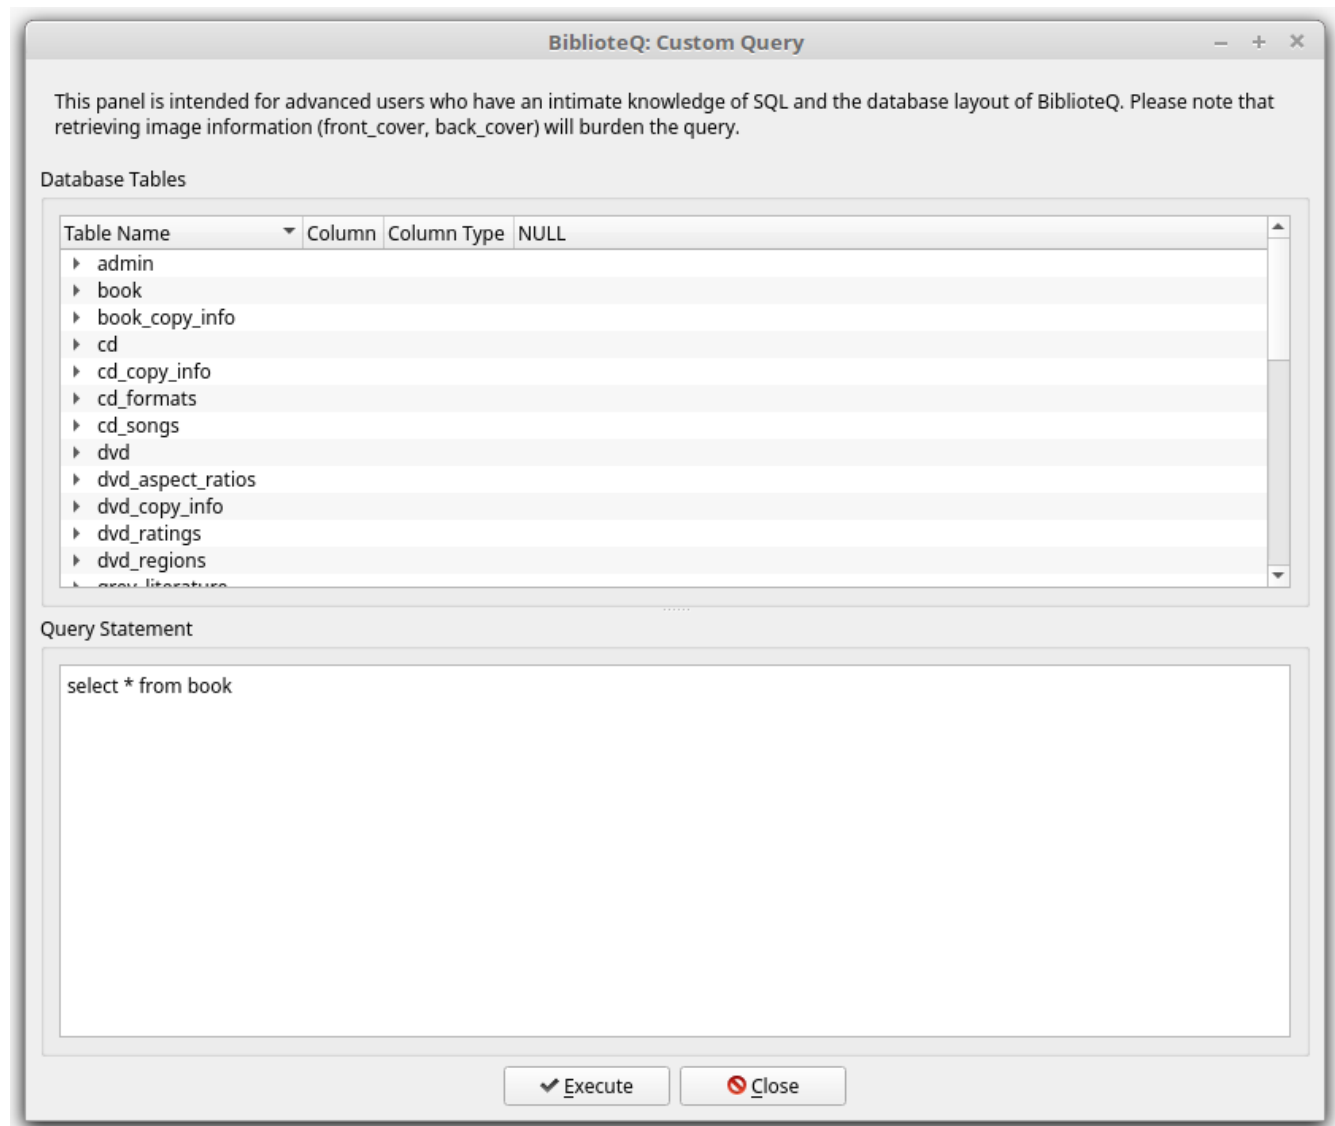 BiblioteQ: Custom Query
This panel is intended for advanced users who have an intimate knowledge of SQL and the database layout of BiblioteQ. Please note that
retrieving image information (front_cover, back_cover) will burden the query.
Database Tables
Table Name Column Column Type NULL
admin
book
book_copy_info
cd
cd_copy_info
cd_formats
cd_songs
dvd
dvd_aspect_ratios
dvd_copy_info
dvd_ratings
dvd_regions
grey_literature
Query Statement
select * from book
Execute Close